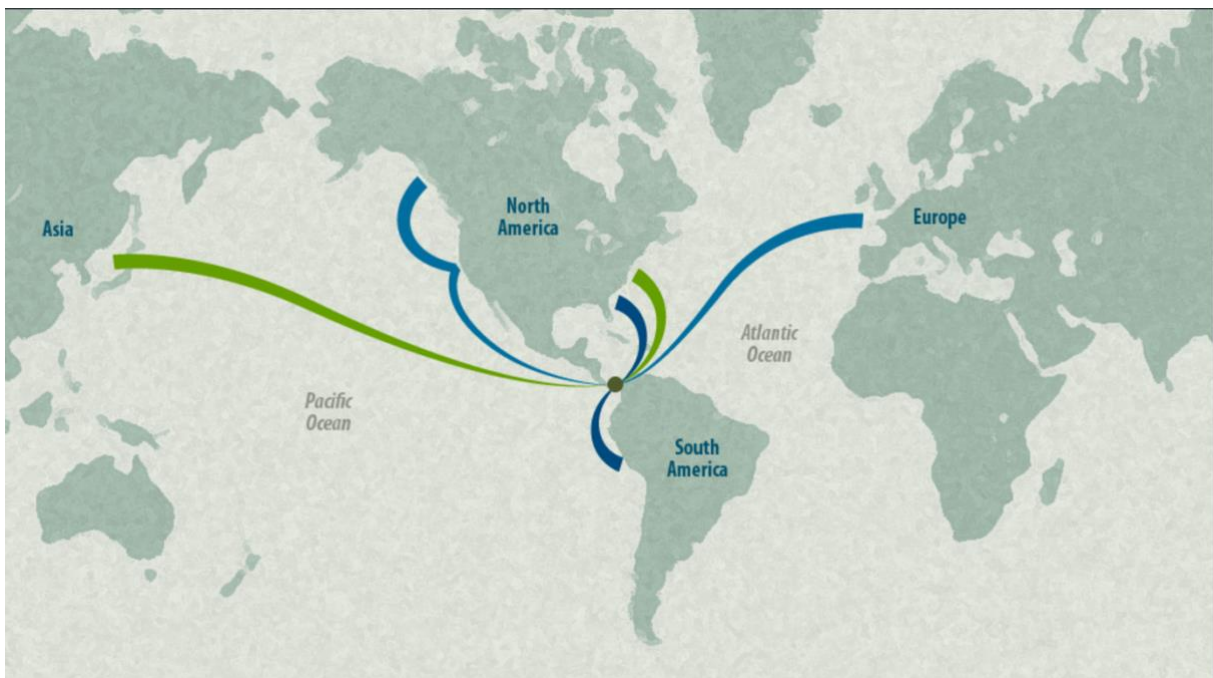 Asia
North
America
Europe
Atlantic
Ocean
Pacific
Ocean
South
America